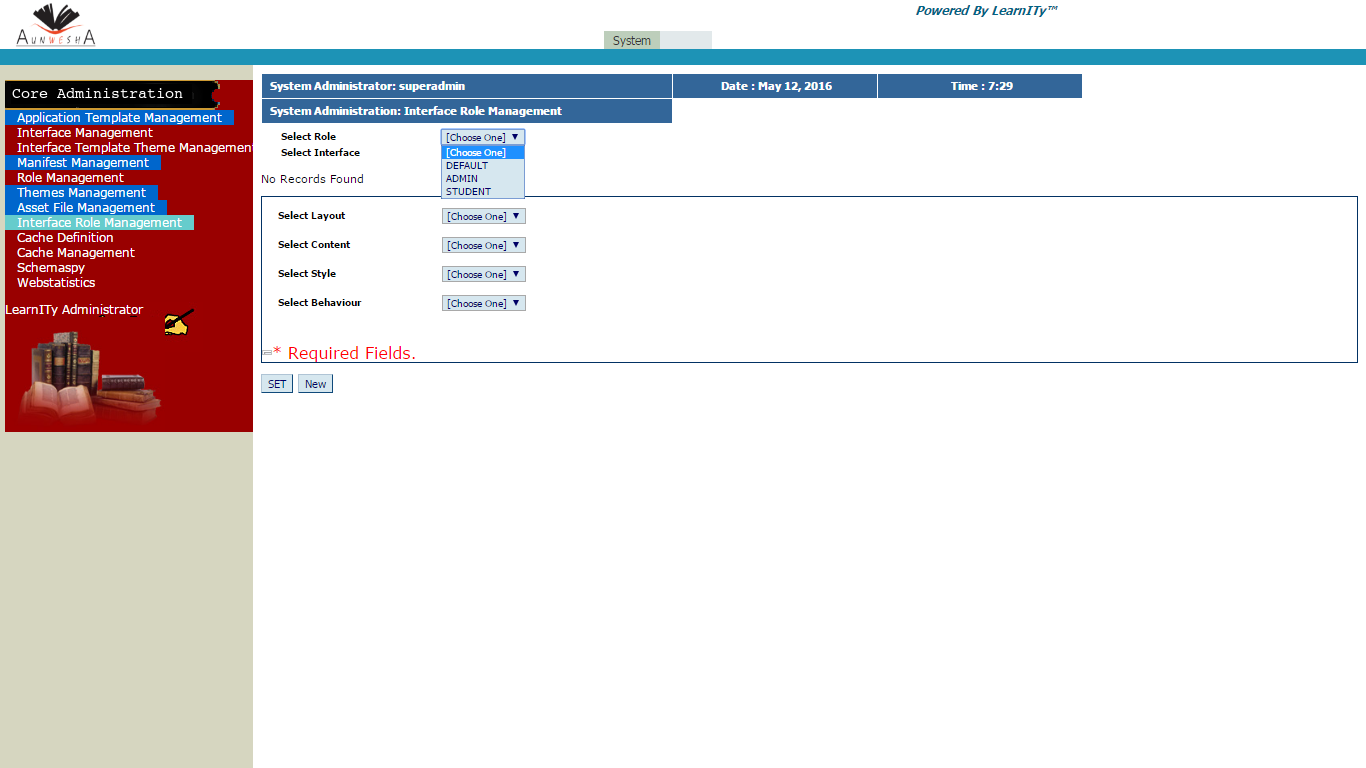 Powered By LearnITy™
AUNWESHA
System
Core Administration
Application Template Management
Interface Management
Interface Template Theme Management
Manifest Management
Role Management
Themes Management
Asset File Management
Interface Role Management
Cache Definition
Cache Management
Schemaspy
Webstatistics
LearnITy Administrator
System Administrator: superadmin Date : May 12, 2016 Time : 7:29
System Administration: Interface Role Management
Select Role [Choose One]
Select Interface
[Choose One]
DEFAULT
ADMIN
STUDENT
No Records Found
Select Layout [Choose One]
Select Content [Choose One]
Select Style [Choose One]
Select Behaviour [Choose One]
* Required Fields.
SET New